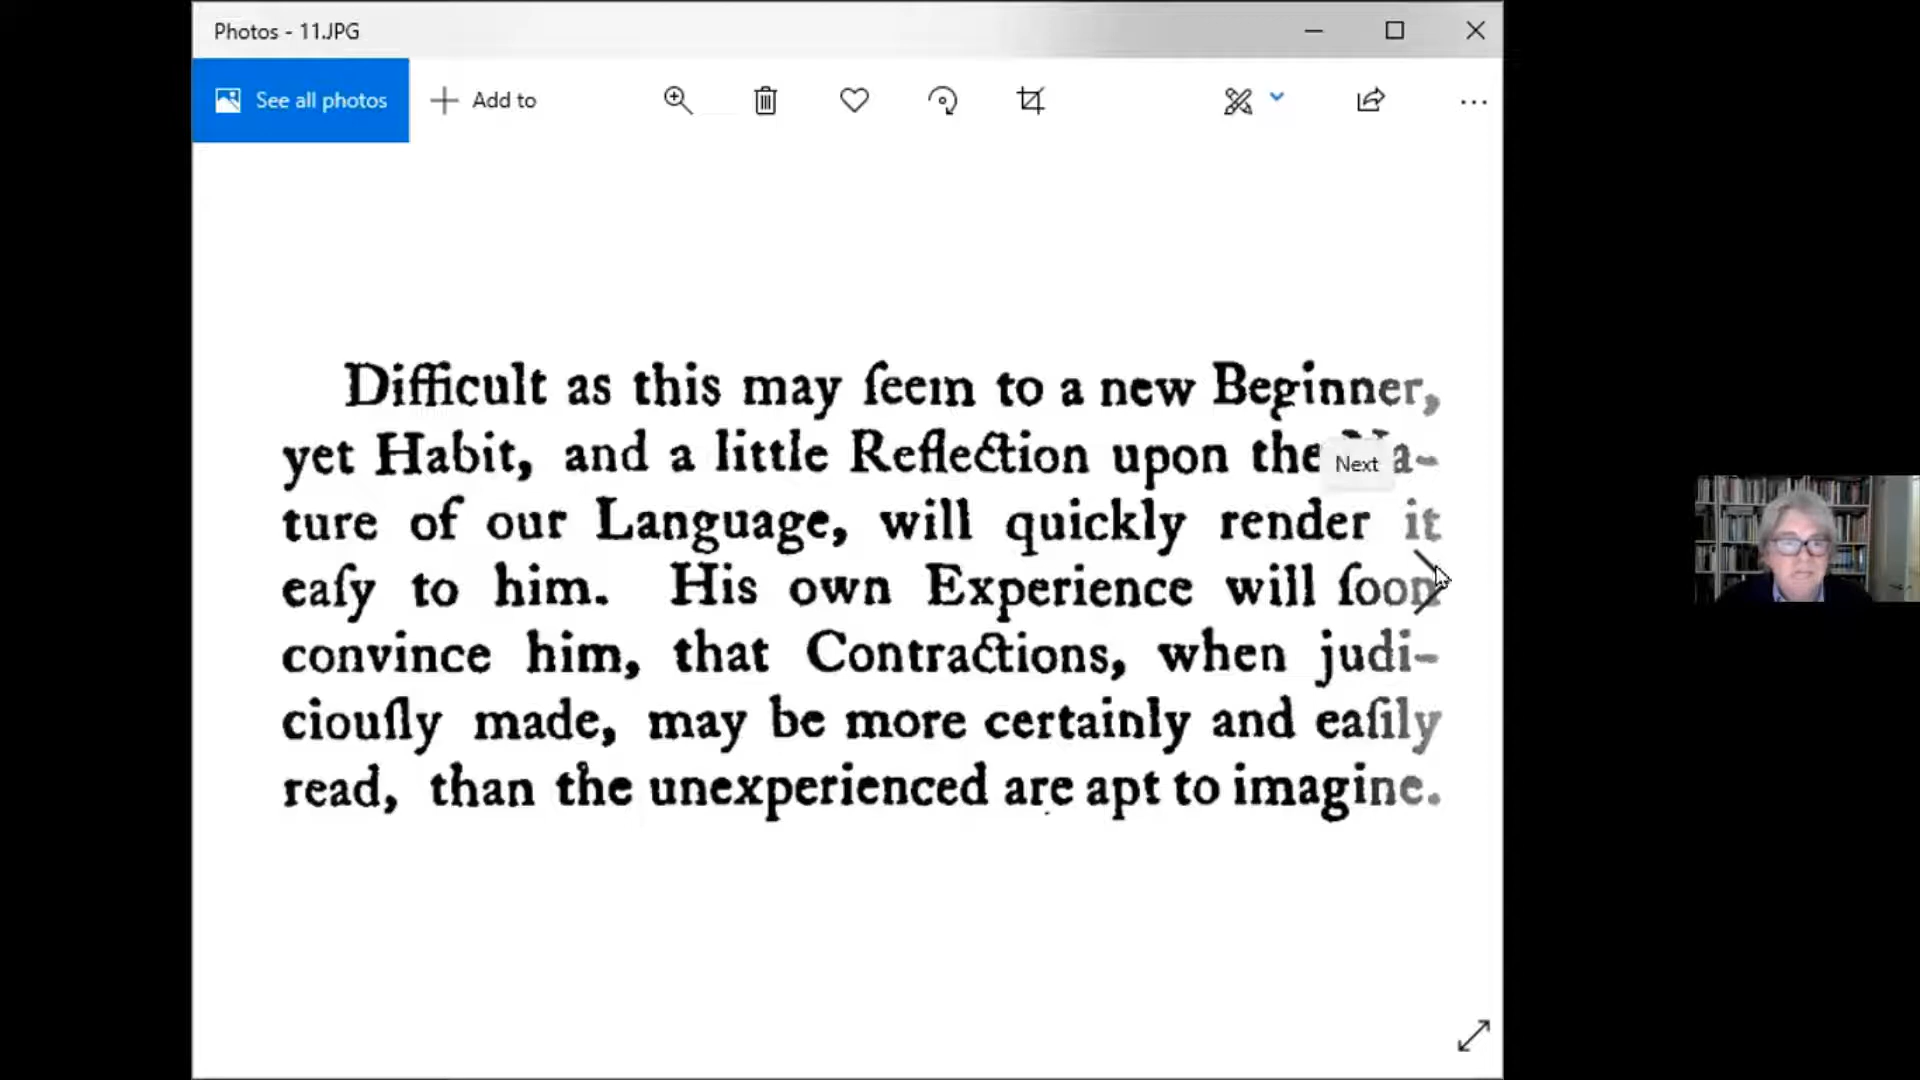 Photos - 11.JPG
See all photos
Add to
Difficult as this may ſeem to a new Beginner,
yet Habit, and a little Reflection upon the Na-
Next
ture of our Language, will quickly render it
eaſy to him. His own Experience will ſoon
convince him, that Contractions, when judi-
ciouſly made, may be more certainly and eaſily
read, than the unexperienced are apt to imagine.